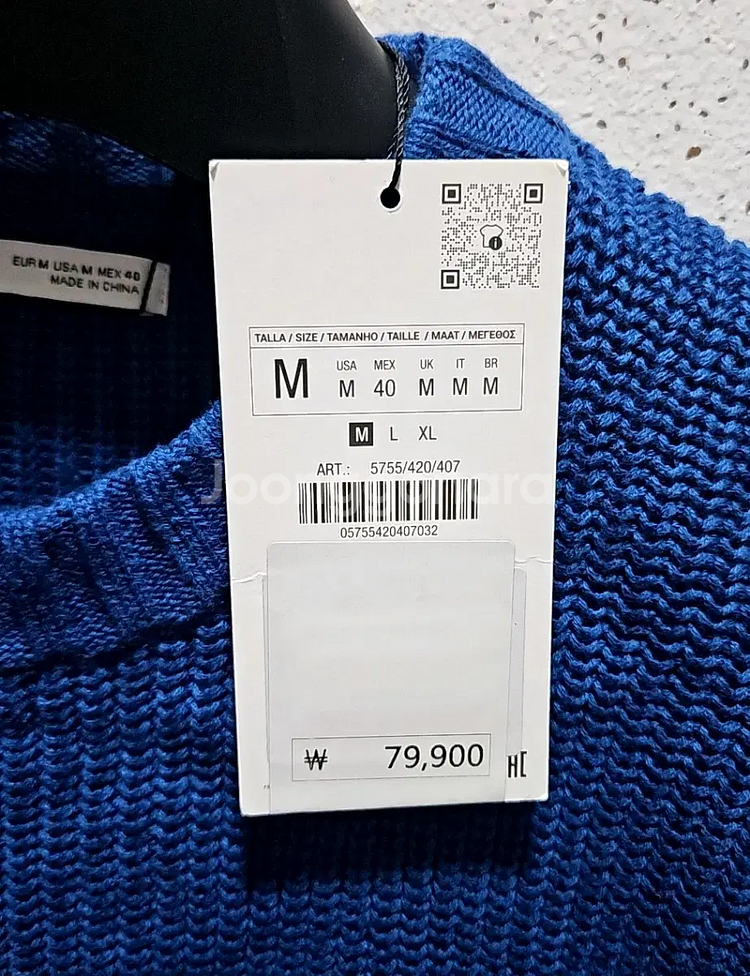 EUR M USA M MEX 40
MADE IN CHINA
TALLA / SIZE / TAMANHO / TAILLE / MAAT / ΜΕΓΕΘΟΣ
M
USA MEX UK IT BR
M 40 M M M
M L XL
ART.: 5755/420/407
Joonggonara
05755420407032
₩ 79,900